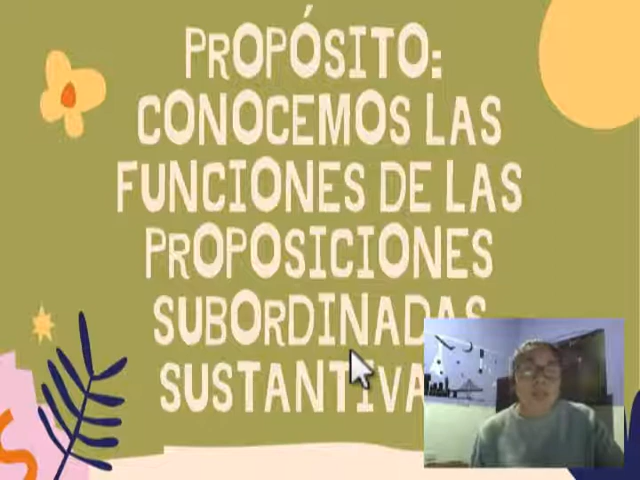 PROPÓSITO:
CONOCEMOS LAS
FUNCIONES DE LAS
PROPOSICIONES
SUBORDINADAS
SUSTANTIVA